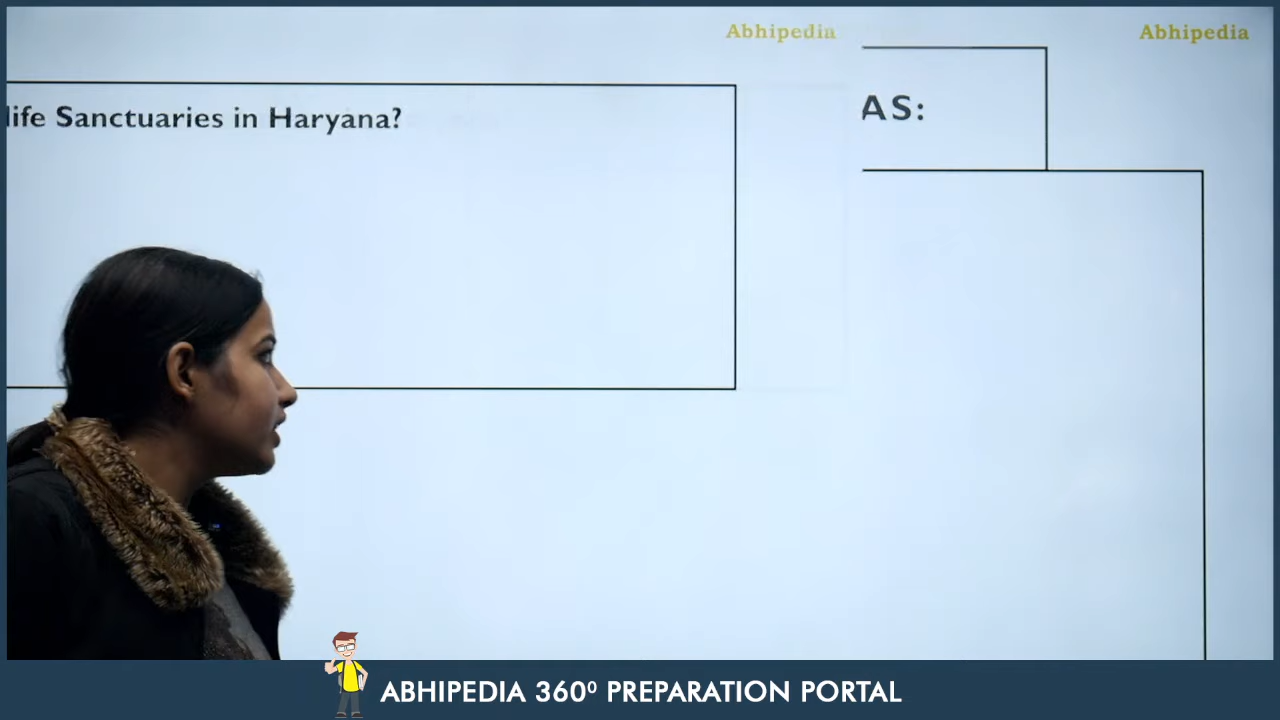 Abhipedia
Abhipedia
AS:
life Sanctuaries in Haryana?
ABHIPEDIA 360⁰ PREPARATION PORTAL